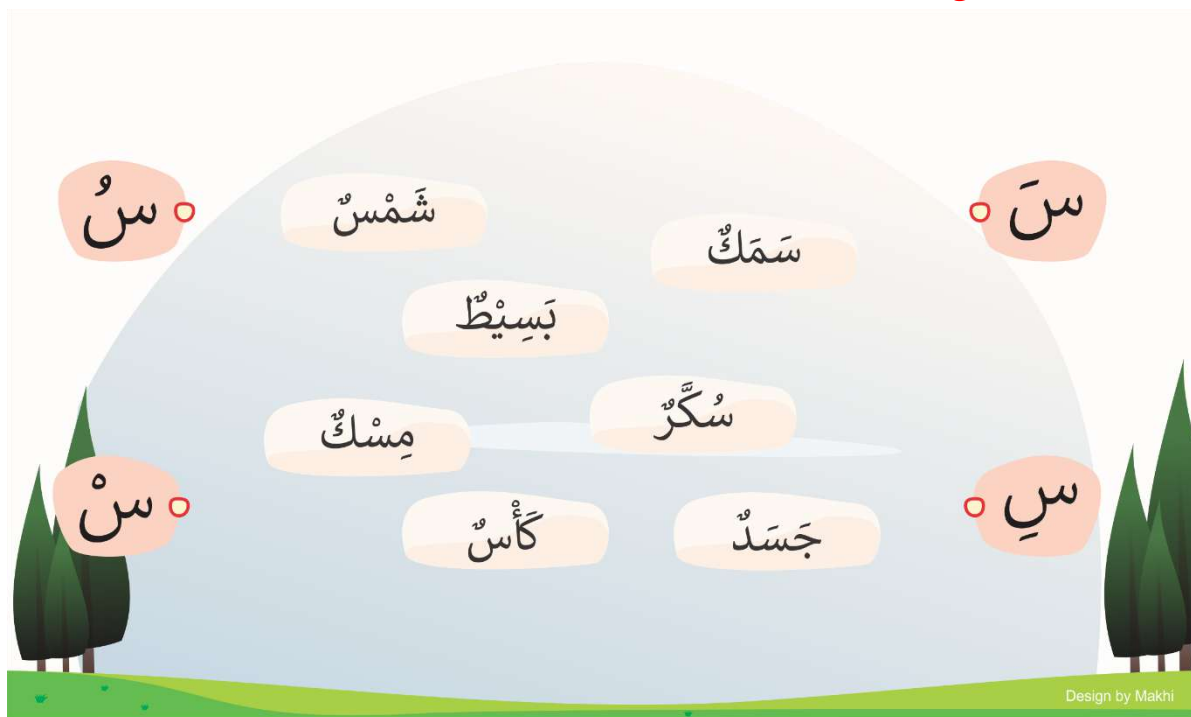 سَ
سُ
شَمْسٌ
سَمَكٌ
بَسِيْطٌ
سُكَّرٌ
مِسْكٌ
سِ
سْ
جَسَدٌ
كَأْسٌ
Design by Makhi